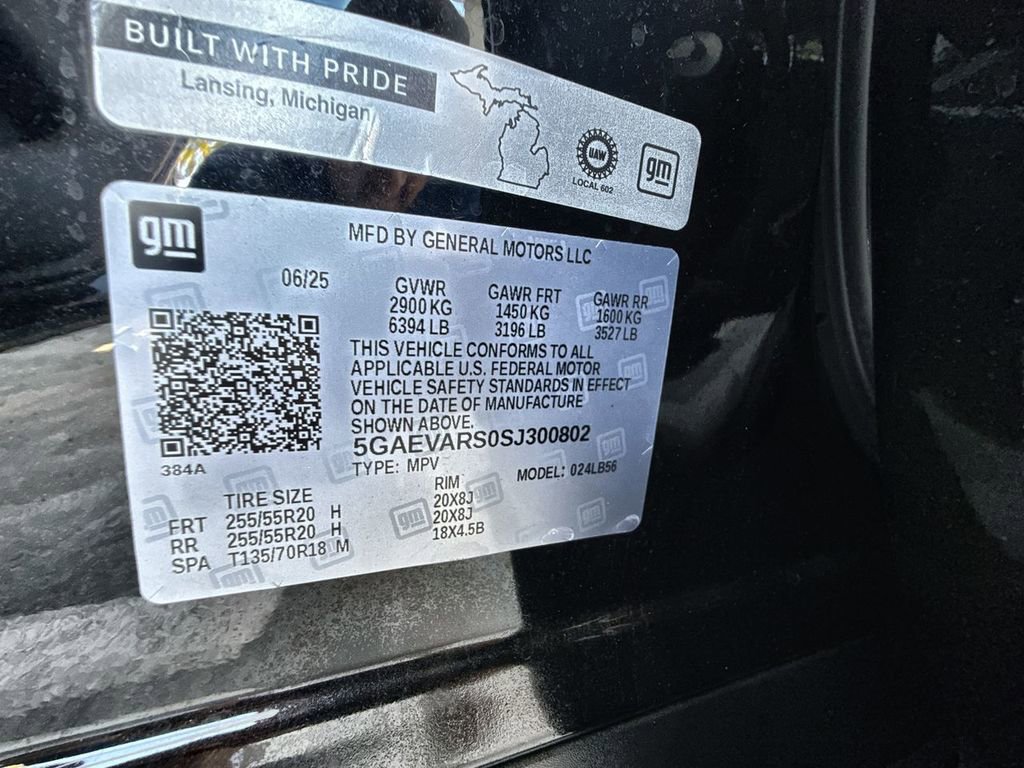 BUILT WITH PRIDE
Lansing, Michigan
UAW
LOCAL 602
gm
gm
MFD BY GENERAL MOTORS LLC
06/25
GVWR GAWR FRT GAWR RR
2900 KG 1450 KG 1600 KG
6394 LB 3196 LB 3527 LB
THIS VEHICLE CONFORMS TO ALL
APPLICABLE U.S. FEDERAL MOTOR
VEHICLE SAFETY STANDARDS IN EFFECT
ON THE DATE OF MANUFACTURE
SHOWN ABOVE.
5GAEVARS0SJ300802
384A
TYPE: MPV MODEL: 024LB56
TIRE SIZE RIM
FRT 255/55R20 H 20X8J
RR 255/55R20 H 20X8J
SPA T135/70R18 M 18X4.5B